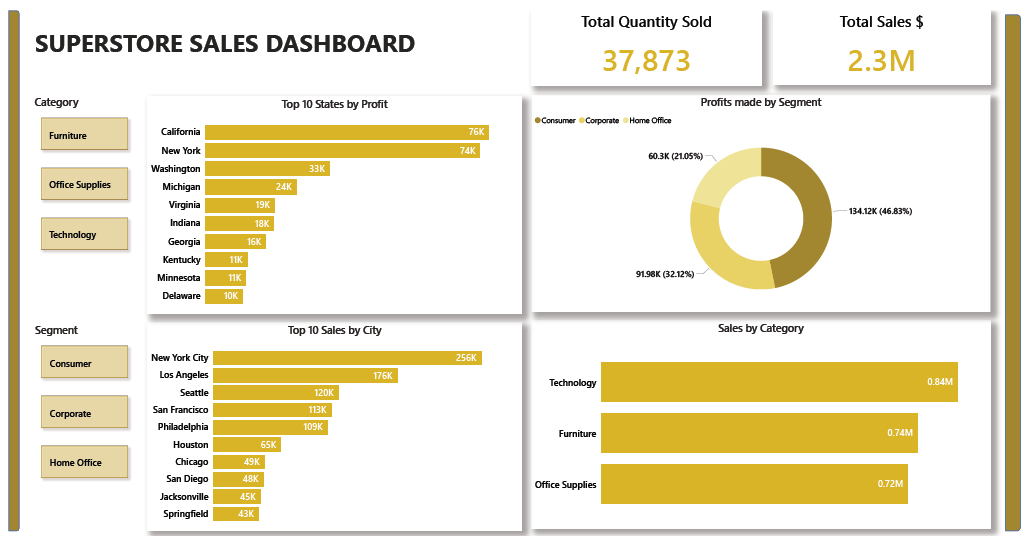 SUPERSTORE SALES DASHBOARD
Total Quantity Sold
37,873
Total Sales $
2.3M
Category
Furniture
Office Supplies
Technology
Top 10 States by Profit
California 76K
New York 74K
Washington 33K
Michigan 24K
Virginia 19K
Indiana 18K
Georgia 16K
Kentucky 11K
Minnesota 11K
Delaware 10K
Profits made by Segment
Consumer Corporate Home Office
60.3K (21.05%)
134.12K (46.83%)
91.98K (32.12%)
Segment
Consumer
Corporate
Home Office
Top 10 Sales by City
New York City 256K
Los Angeles 176K
Seattle 120K
San Francisco 113K
Philadelphia 109K
Houston 65K
Chicago 49K
San Diego 48K
Jacksonville 45K
Springfield 43K
Sales by Category
Technology 0.84M
Furniture 0.74M
Office Supplies 0.72M